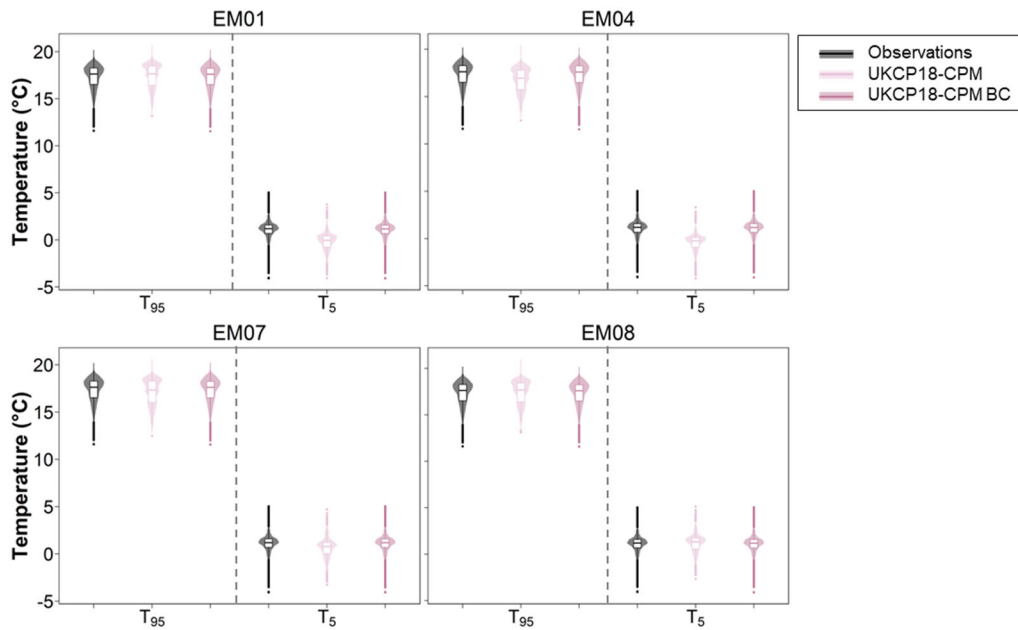 EM01
EM04
Observations
UKCP18-CPM
UKCP18-CPM BC
Temperature (°C)
20
15
10
5
0
-5
T95
T5
T95
T5
EM07
EM08
Temperature (°C)
20
15
10
5
0
-5
T95
T5
T95
T5